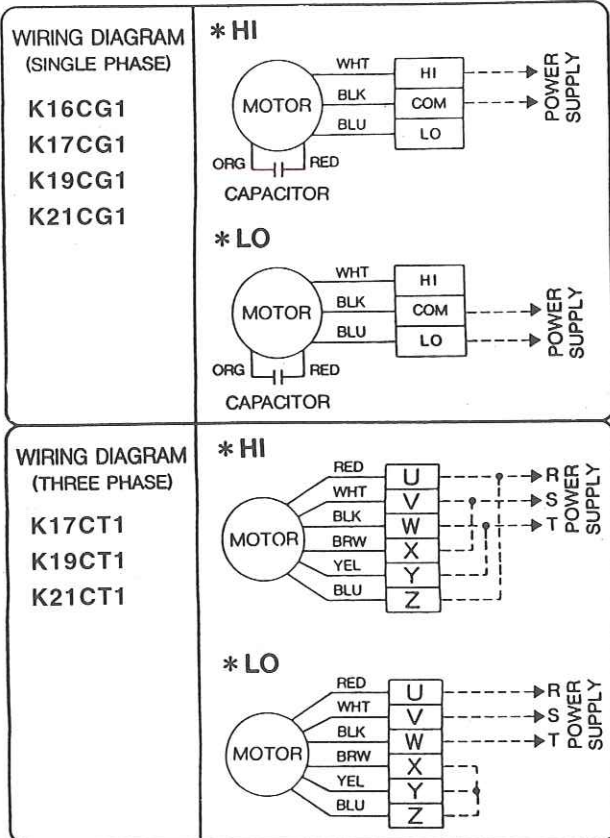 WIRING DIAGRAM
(SINGLE PHASE)
K16CG1
K17CG1
K19CG1
K21CG1
* HI
MOTOR
WHT
BLK
BLU
HI
COM
LO
POWER
SUPPLY
ORG
RED
CAPACITOR
* LO
MOTOR
WHT
BLK
BLU
HI
COM
LO
POWER
SUPPLY
ORG
RED
CAPACITOR
WIRING DIAGRAM
(THREE PHASE)
K17CT1
K19CT1
K21CT1
* HI
MOTOR
RED
WHT
BLK
BRW
YEL
BLU
U
V
W
X
Y
Z
R
S
T
POWER
SUPPLY
* LO
MOTOR
RED
WHT
BLK
BRW
YEL
BLU
U
V
W
X
Y
Z
R
S
T
POWER
SUPPLY